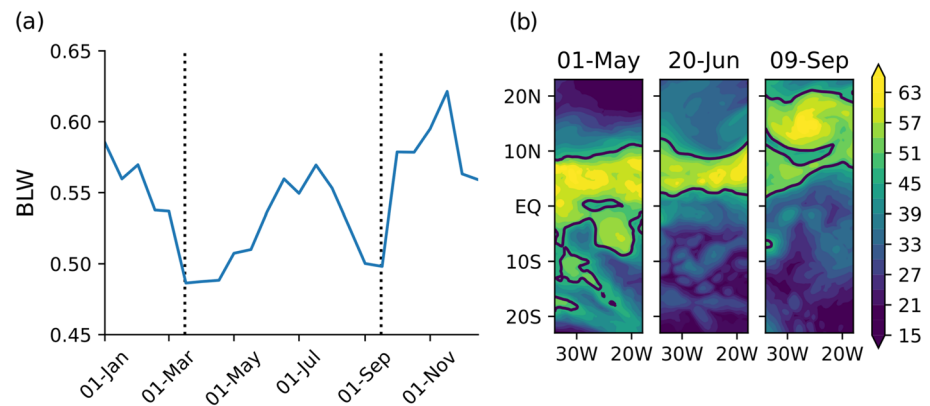 (a)
BLW
0.65
0.60
0.55
0.50
0.45
01-Jan
01-Mar
01-May
01-Jul
01-Sep
01-Nov
(b)
01-May
20-Jun
09-Sep
20N
10N
EQ
10S
20S
30W 20W
30W 20W
30W 20W
63
57
51
45
39
33
27
21
15